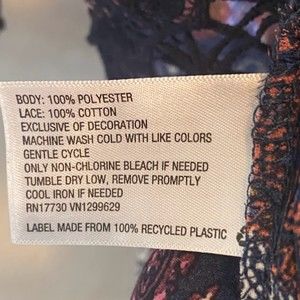 BODY: 100% POLYESTER
LACE: 100% COTTON
EXCLUSIVE OF DECORATION
MACHINE WASH COLD WITH LIKE COLORS
GENTLE CYCLE
ONLY NON-CHLORINE BLEACH IF NEEDED
TUMBLE DRY LOW, REMOVE PROMPTLY
COOL IRON IF NEEDED
RN17730 VN1299629
LABEL MADE FROM 100% RECYCLED PLASTIC